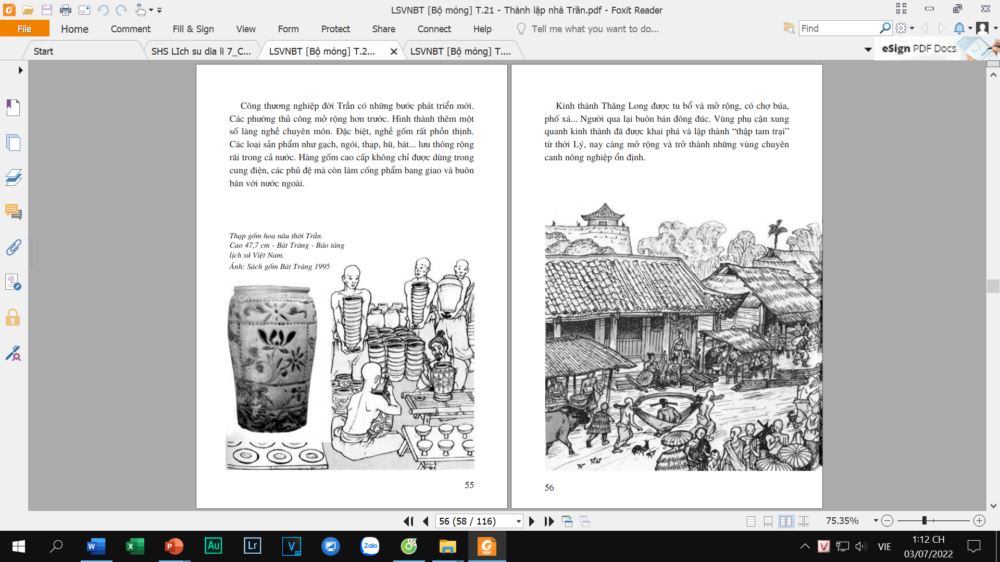 LSVNBT [Bộ mỏng] T.21 - Thành lập nhà Trần.pdf - Foxit Reader
File Home Comment Fill & Sign View Form Protect Share Connect Help Tell me what you want to do... Find
Start SHS LIch su dia li 7_C... LSVNBT [Bộ mỏng] T.2... LSVNBT [Bộ mỏng] T.... eSign PDF Docs
Công thương nghiệp đời Trần có những bước phát triển mới.
Các phường thủ công mở rộng hơn trước. Hình thành thêm một
số làng nghề chuyên môn. Đặc biệt, nghề gốm rất phồn thịnh.
Các loại sản phẩm như gạch, ngói, thạp, hũ, bát... lưu thông rộng
rãi trong cả nước. Hàng gốm cao cấp không chỉ được dùng trong
cung điện, các phủ đệ mà còn làm cống phẩm bang giao và buôn
bán với nước ngoài.
Thạp gốm hoa nâu thời Trần.
Cao 47,7 cm - Bát Tràng - Bảo tàng
lịch sử Việt Nam.
Ảnh: Sách gốm Bát Tràng 1995
55
Kinh thành Thăng Long được tu bổ và mở rộng, có chợ búa,
phố xá... Người qua lại buôn bán đông đúc. Vùng phụ cận xung
quanh kinh thành đã được khai phá và lập thành “thập tam trại”
từ thời Lý, nay càng mở rộng và trở thành những vùng chuyên
canh nông nghiệp ổn định.
56
56 (58 / 116) 75.35%
W X P Au Lr V Zalo PDF V VIE 1:12 CH
03/07/2022